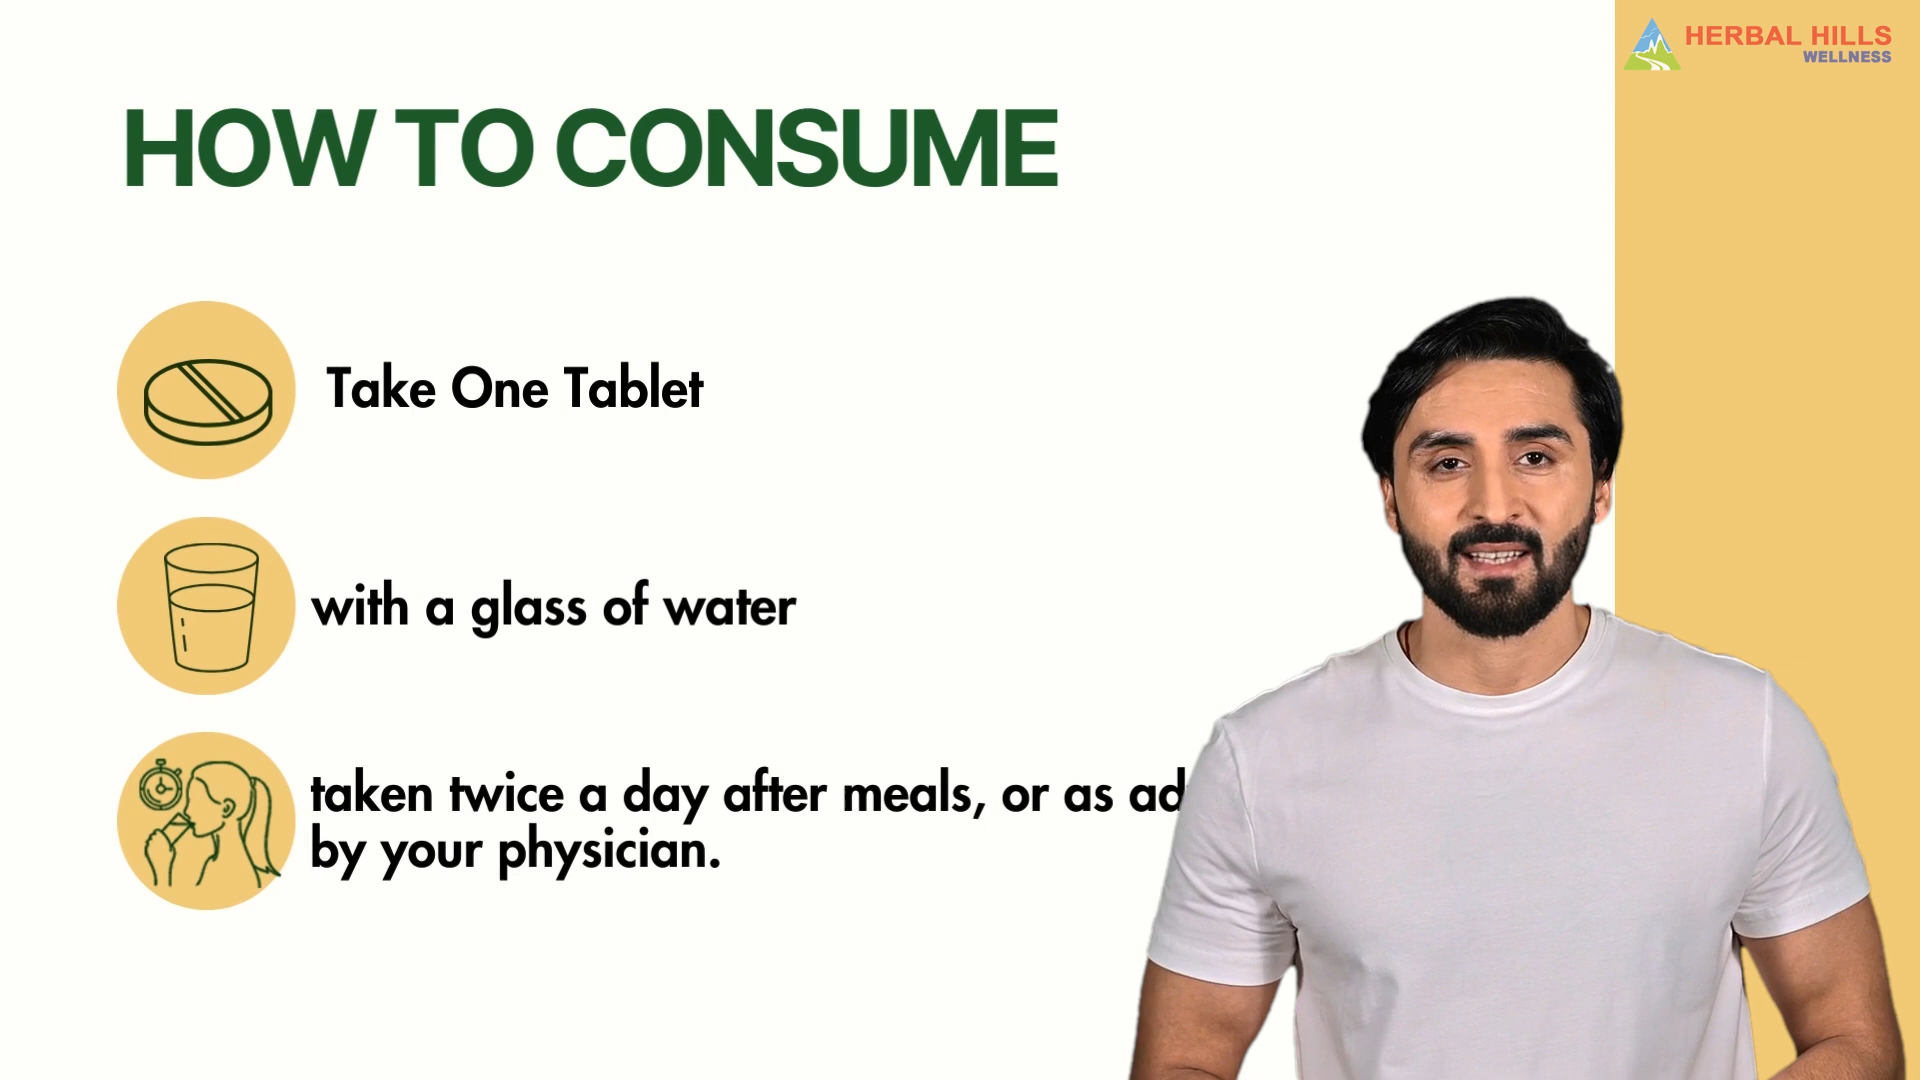 HERBAL HILLS
WELLNESS
HOW TO CONSUME
Take One Tablet
with a glass of water
taken twice a day after meals, or as
by your physician.